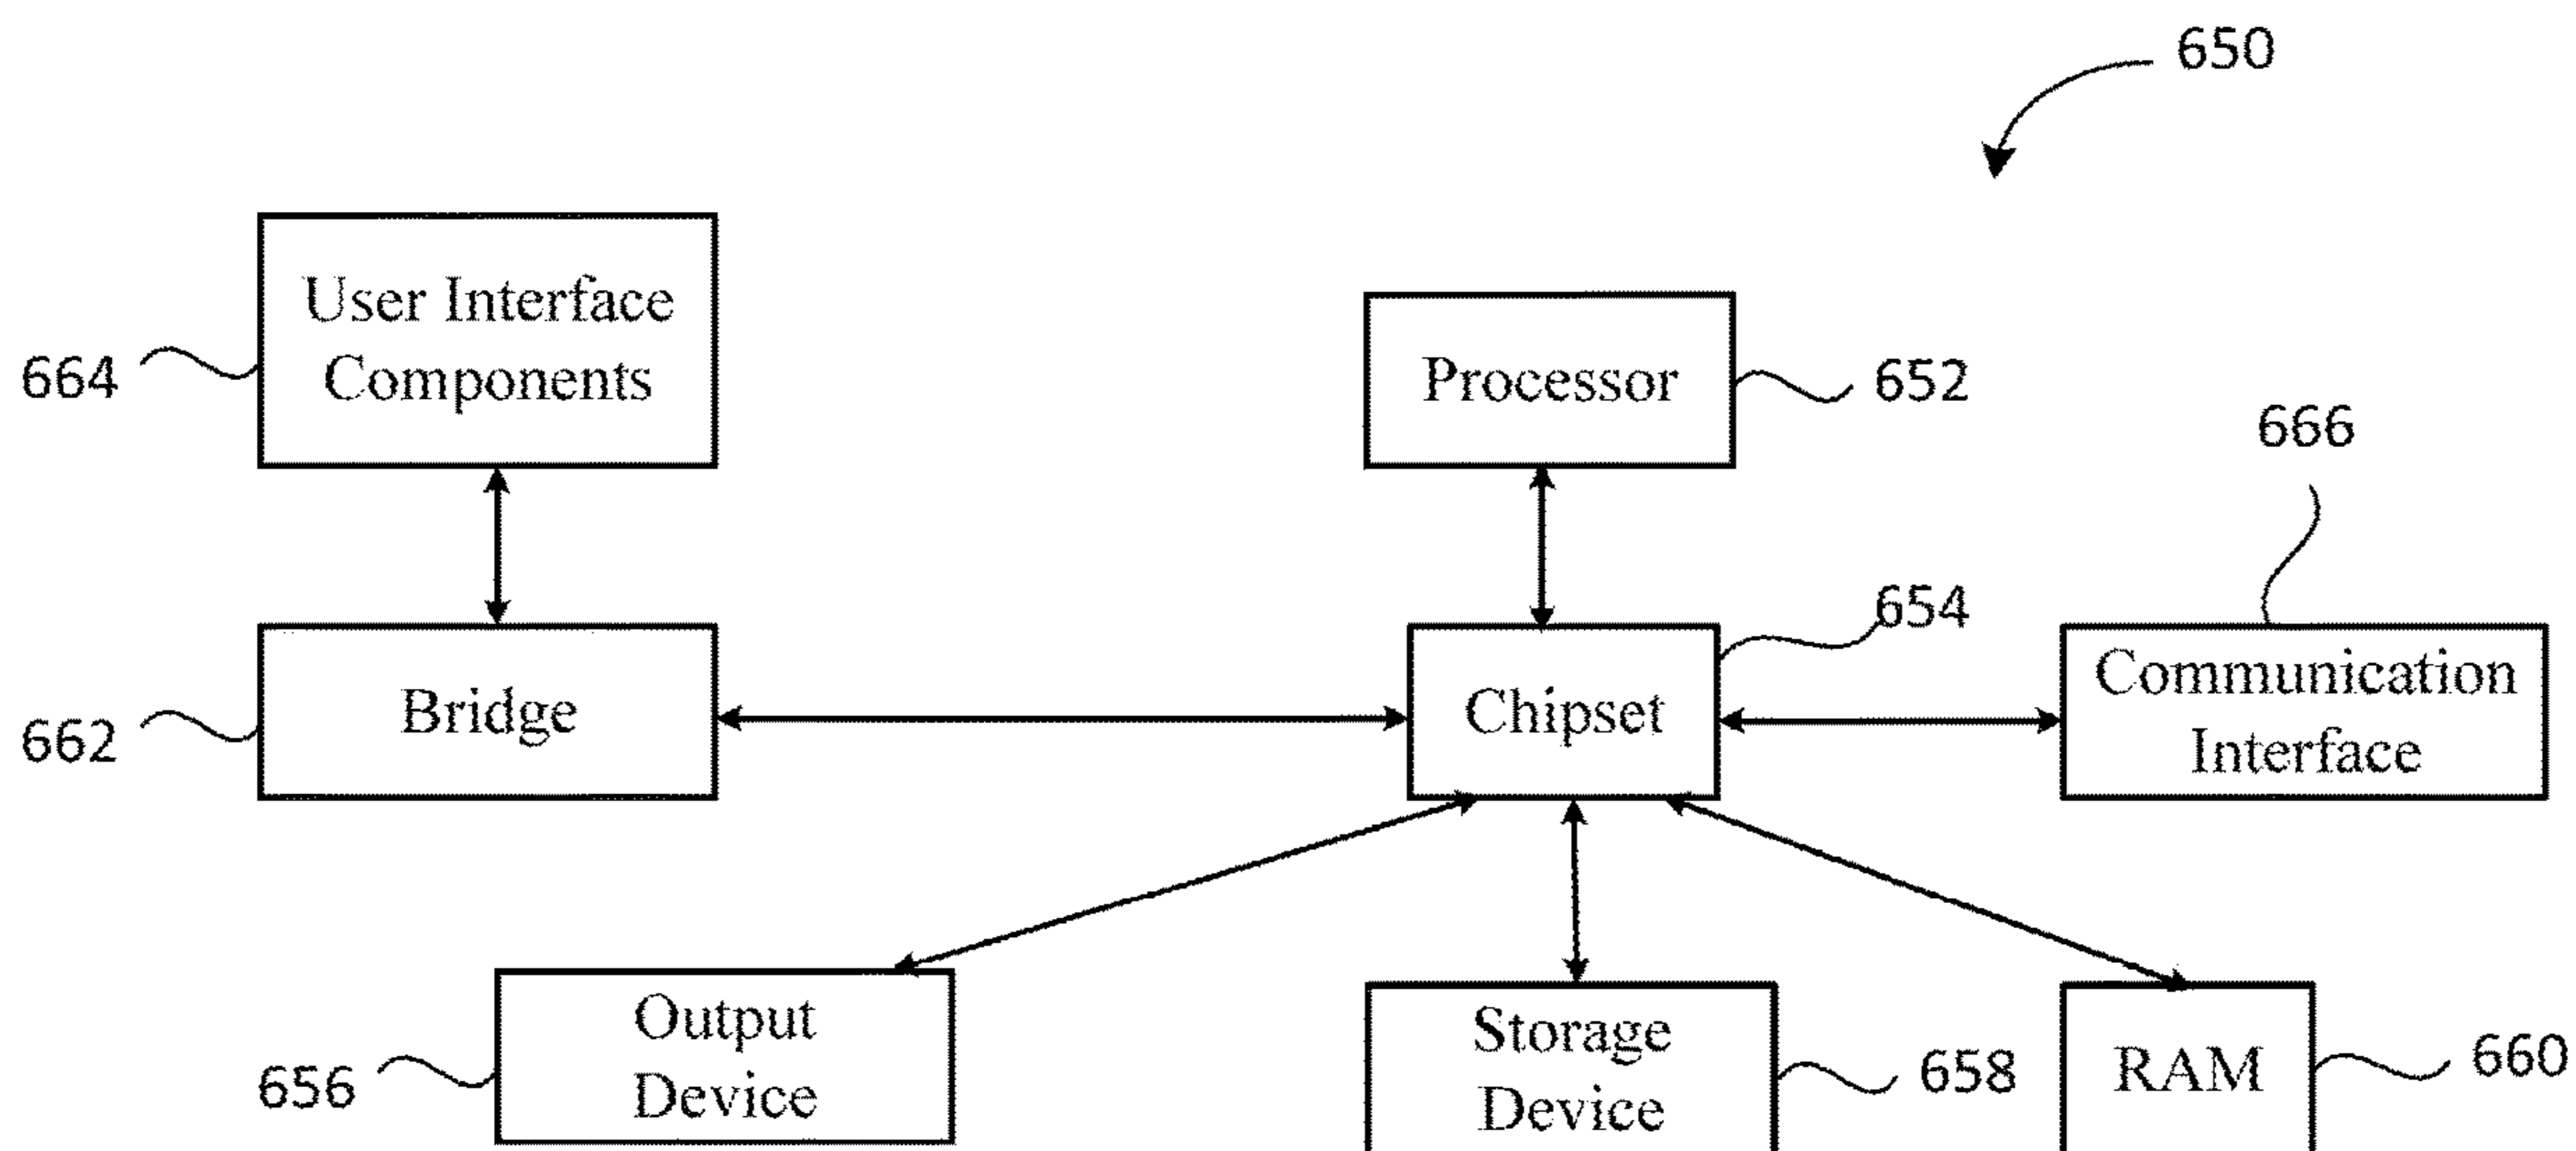 650
User Interface
Components
664
Processor
652
666
654
Bridge
662
Chipset
Communication
Interface
Output
Device
656
Storage
Device
658
RAM
660